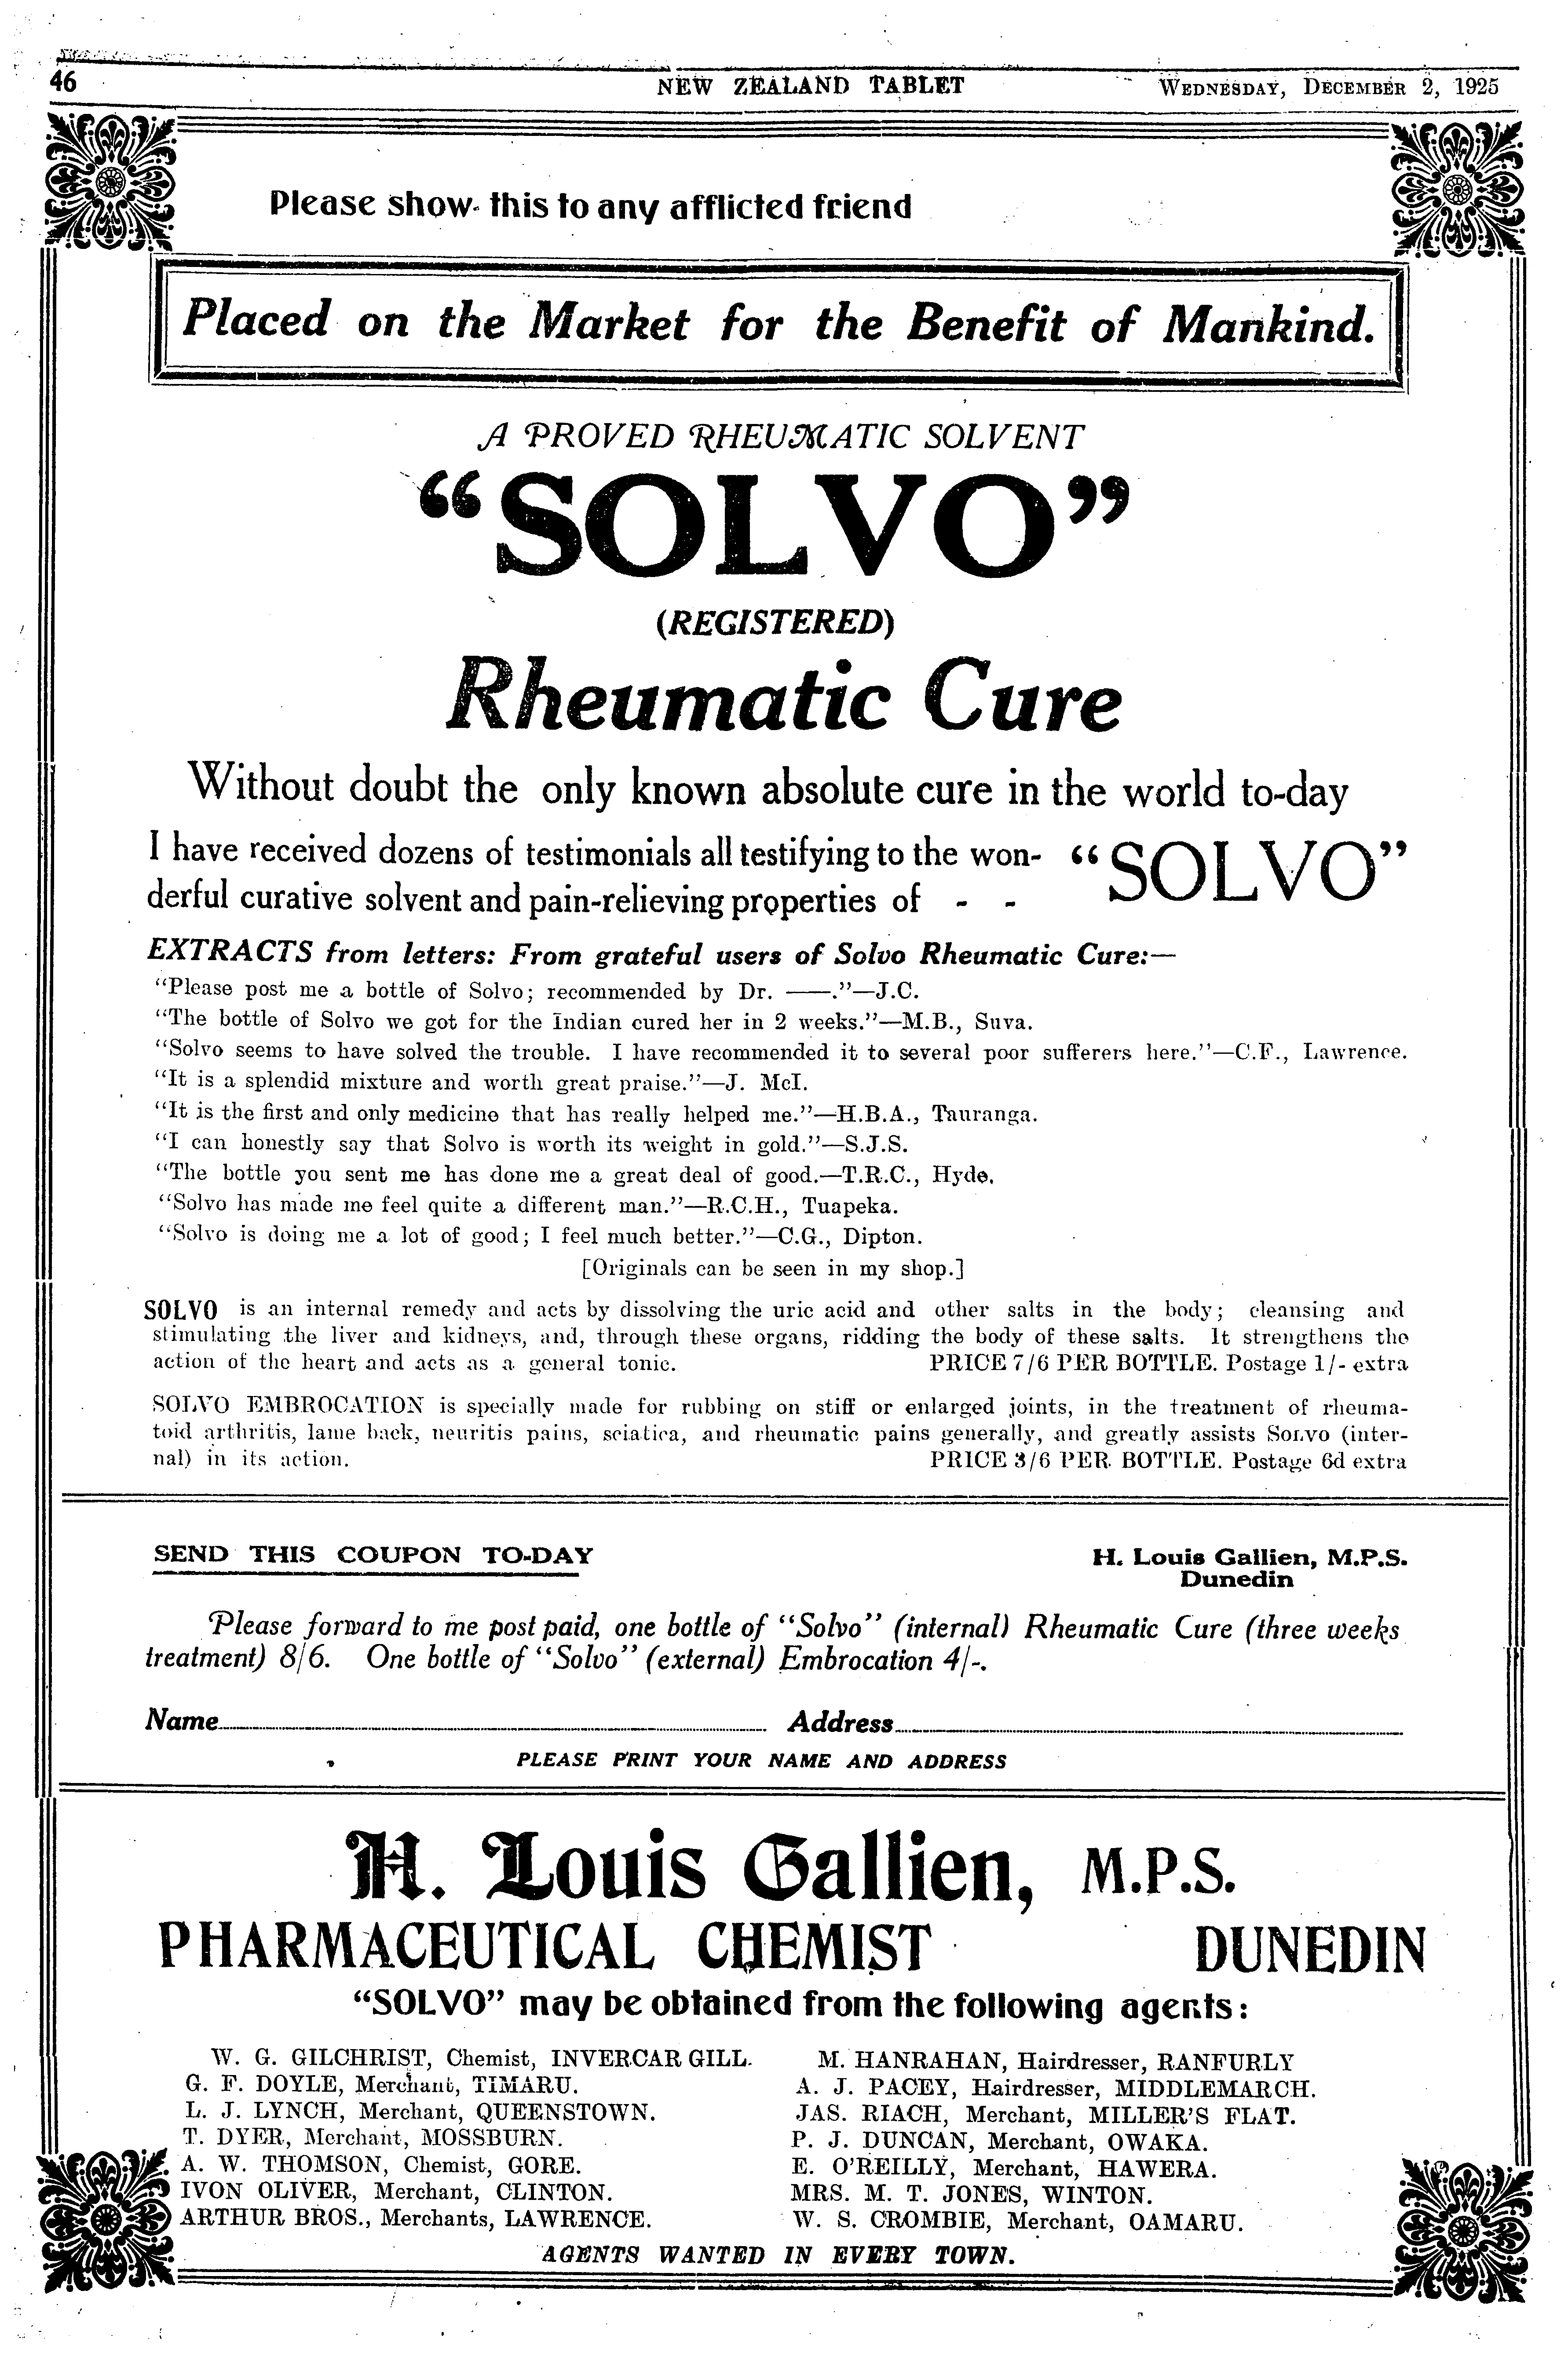 46
NEW ZEALAND TABLET
WEDNESDAY, DECEMBER 2, 1925
Please show this to any afflicted friend
Placed on the Market for the Benefit of Mankind.
A PROVED RHEUMATIC SOLVENT
“SOLVO”
(REGISTERED)
Rheumatic Cure
Without doubt the only known absolute cure in the world to-day
I have received dozens of testimonials all testifying to the won-
derful curative solvent and pain-relieving properties of - -
“SOLVO”
EXTRACTS from letters: From grateful users of Solvo Rheumatic Cure:—
“Please post me a bottle of Solvo; recommended by Dr. ——.”—J.C.
“The bottle of Solvo we got for the Indian cured her in 2 weeks.”—M.B., Suva.
“Solvo seems to have solved the trouble. I have recommended it to several poor sufferers here.”—C.F., Lawrence.
“It is a splendid mixture and worth great praise.”—J. McI.
“It is the first and only medicine that has really helped me.”—H.B.A., Tauranga.
“I can honestly say that Solvo is worth its weight in gold.”—S.J.S.
“The bottle you sent me has done me a great deal of good.—T.R.C., Hyde.
“Solvo has made me feel quite a different man.”—R.C.H., Tuapeka.
“Solvo is doing me a lot of good; I feel much better.”—C.G., Dipton.
[Originals can be seen in my shop.]
SOLVO is an internal remedy and acts by dissolving the uric acid and other salts in the body; cleansing and
stimulating the liver and kidneys, and, through these organs, ridding the body of these salts. It strengthens the
action of the heart and acts as a general tonic. PRICE 7/6 PER BOTTLE. Postage 1/- extra
SOLVO EMBROCATION is specially made for rubbing on stiff or enlarged joints, in the treatment of rheuma-
toid arthritis, lame back, neuritis pains, sciatica, and rheumatic pains generally, and greatly assists SOLVO (inter-
nal) in its action. PRICE 3/6 PER BOTTLE. Postage 6d extra
SEND THIS COUPON TO-DAY
H. Louis Gallien, M.P.S.
Dunedin
Please forward to me post paid, one bottle of “Solvo” (internal) Rheumatic Cure (three weeks
treatment) 8/6. One bottle of “Solvo” (external) Embrocation 4/-.
Name Address
PLEASE PRINT YOUR NAME AND ADDRESS
H. Louis Gallien, M.P.S.
PHARMACEUTICAL CHEMIST DUNEDIN
“SOLVO” may be obtained from the following agents:
W. G. GILCHRIST, Chemist, INVERCARGILL.
G. F. DOYLE, Merchant, TIMARU.
L. J. LYNCH, Merchant, QUEENSTOWN.
T. DYER, Merchant, MOSSBURN.
A. W. THOMSON, Chemist, GORE.
IVON OLIVER, Merchant, CLINTON.
ARTHUR BROS., Merchants, LAWRENCE.
M. HANRAHAN, Hairdresser, RANFURLY
A. J. PACEY, Hairdresser, MIDDLEMARCH.
JAS. RIACH, Merchant, MILLER'S FLAT.
P. J. DUNCAN, Merchant, OWAKA.
E. O'REILLY, Merchant, HAWERA.
MRS. M. T. JONES, WINTON.
W. S. CROMBIE, Merchant, OAMARU.
AGENTS WANTED IN EVERY TOWN.